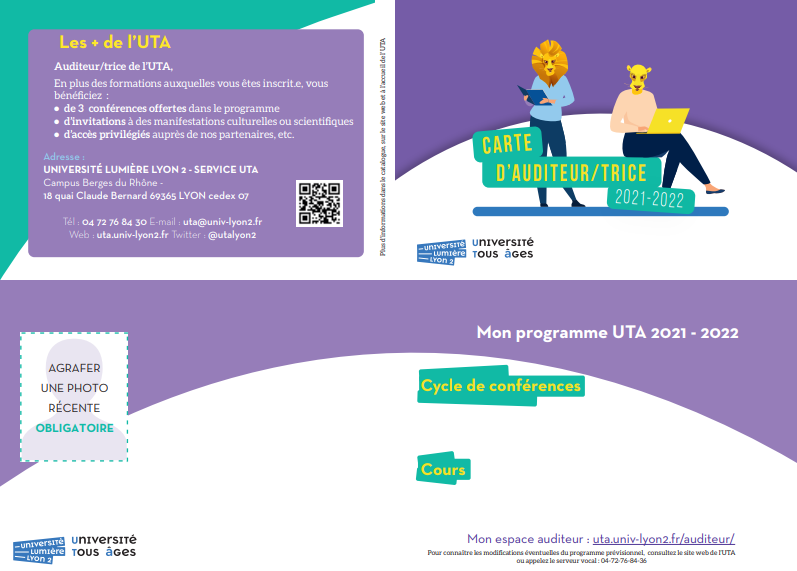 Les + de l'UTA
Auditeur/trice de l'UTA,
En plus des formations auxquelles vous êtes inscrit.e, vous
bénéficiez :
• de 3 conférences offertes dans le programme
• d'invitations à des manifestations culturelles ou scientifiques
• d'accès privilégiés auprès de nos partenaires, etc.
Adresse :
UNIVERSITÉ LUMIÈRE LYON 2 - SERVICE UTA
Campus Berges du Rhône -
18 quai Claude Bernard 69365 LYON cedex 07
Tél : 04 72 76 84 30 E-mail : uta@univ-lyon2.fr
Web : uta.univ-lyon2.fr Twitter : @utalyon2
Plus d'informations dans le catalogue, sur le site web et à l'accueil de l'UTA
CARTE
D'AUDITEUR/TRICE
2021-2022
UNIVERSITÉ
LUMIÈRE
LYON 2
UNIVERSITÉ
TOUS ÂGES
AGRAFER
UNE PHOTO
RÉCENTE
OBLIGATOIRE
UNIVERSITÉ
LUMIÈRE
LYON 2
UNIVERSITÉ
TOUS ÂGES
Mon programme UTA 2021 - 2022
Cycle de conférences
Cours
Mon espace auditeur : uta.univ-lyon2.fr/auditeur/
Pour connaître les modifications éventuelles du programme prévisionnel, consultez le site web de l'UTA
ou appelez le serveur vocal : 04-72-76-84-36